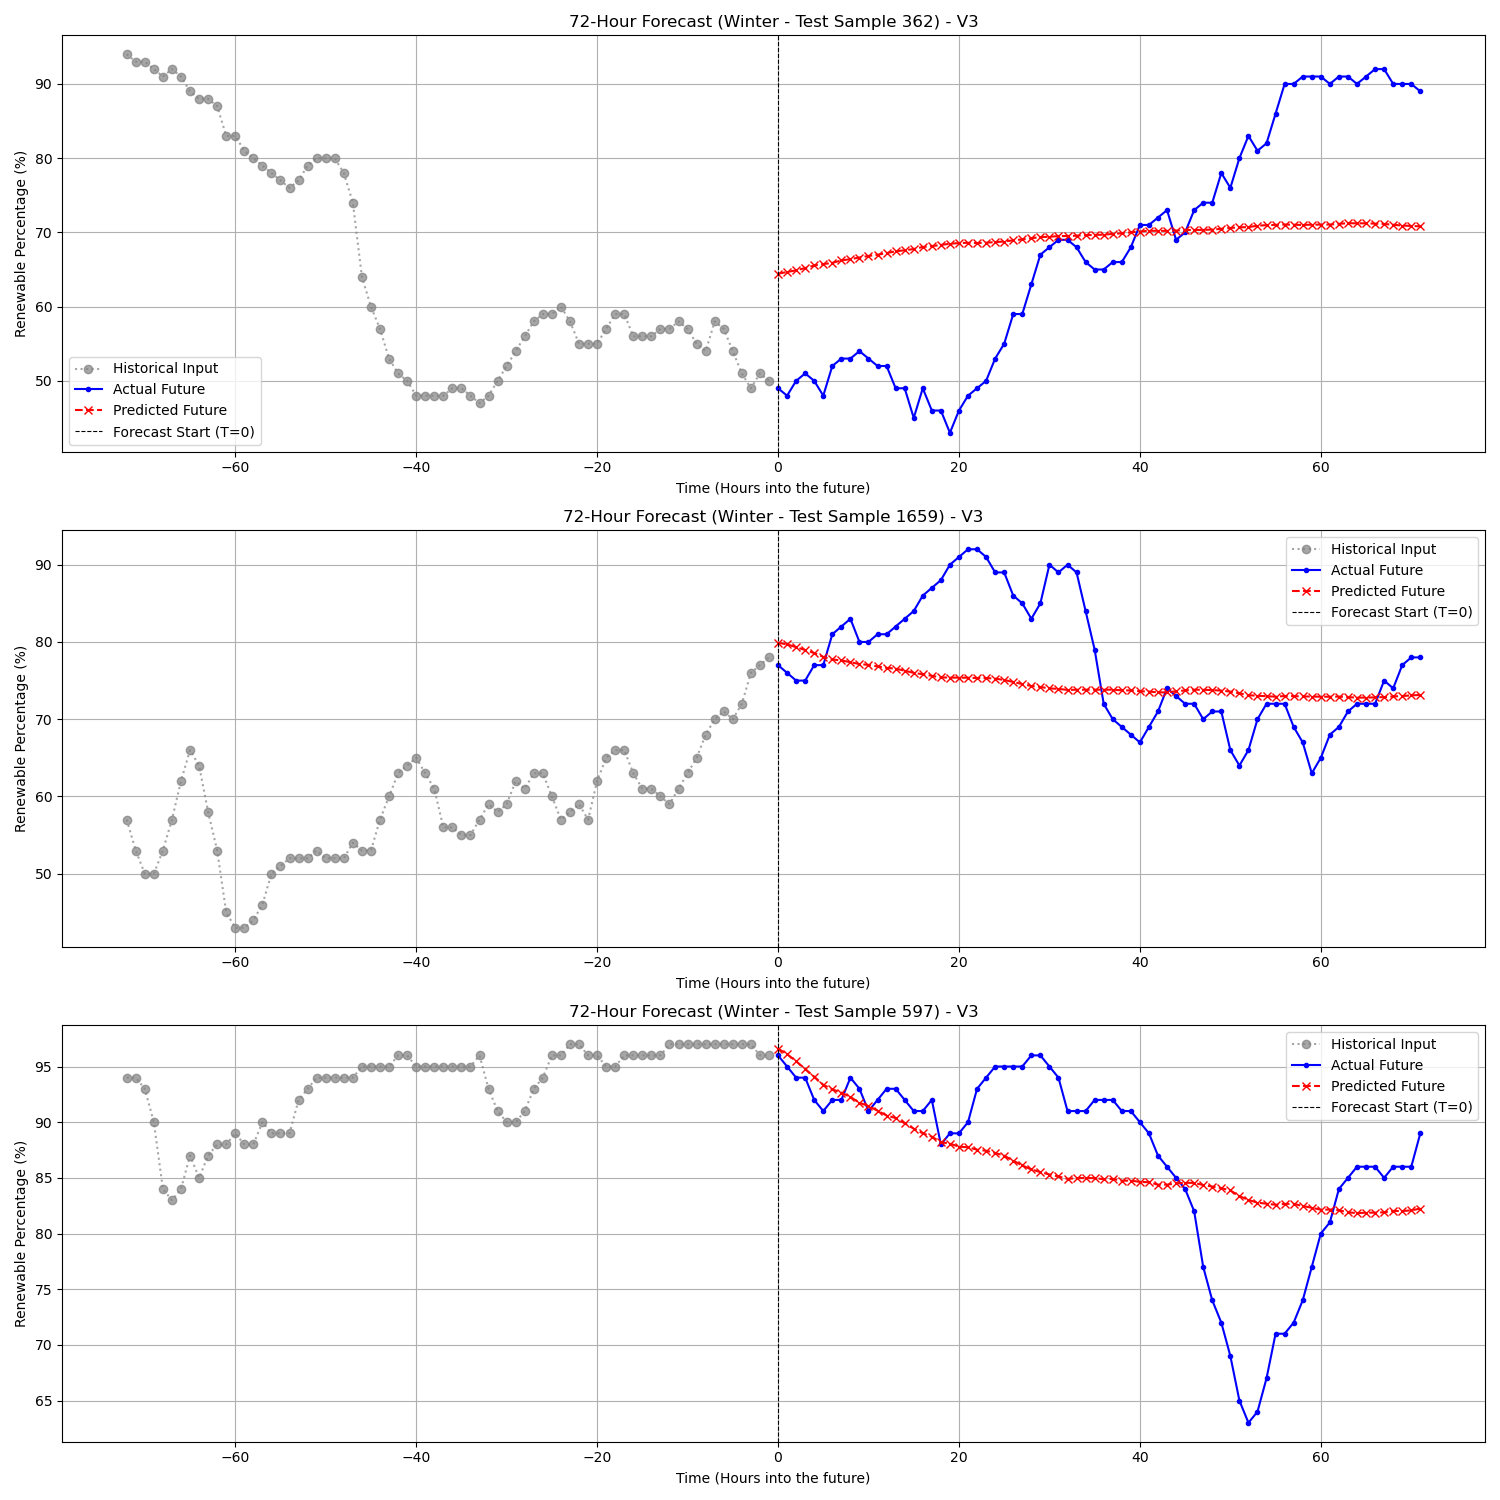 72-Hour Forecast (Winter - Test Sample 362) - V3
Renewable Percentage (%)
90
80
70
60
50
Historical Input
Actual Future
Predicted Future
Forecast Start (T=0)
−60 −40 −20 0 20 40 60
Time (Hours into the future)
72-Hour Forecast (Winter - Test Sample 1659) - V3
Renewable Percentage (%)
90
80
70
60
50
Historical Input
Actual Future
Predicted Future
Forecast Start (T=0)
−60 −40 −20 0 20 40 60
Time (Hours into the future)
72-Hour Forecast (Winter - Test Sample 597) - V3
Renewable Percentage (%)
95
90
85
80
75
70
65
Historical Input
Actual Future
Predicted Future
Forecast Start (T=0)
−60 −40 −20 0 20 40 60
Time (Hours into the future)